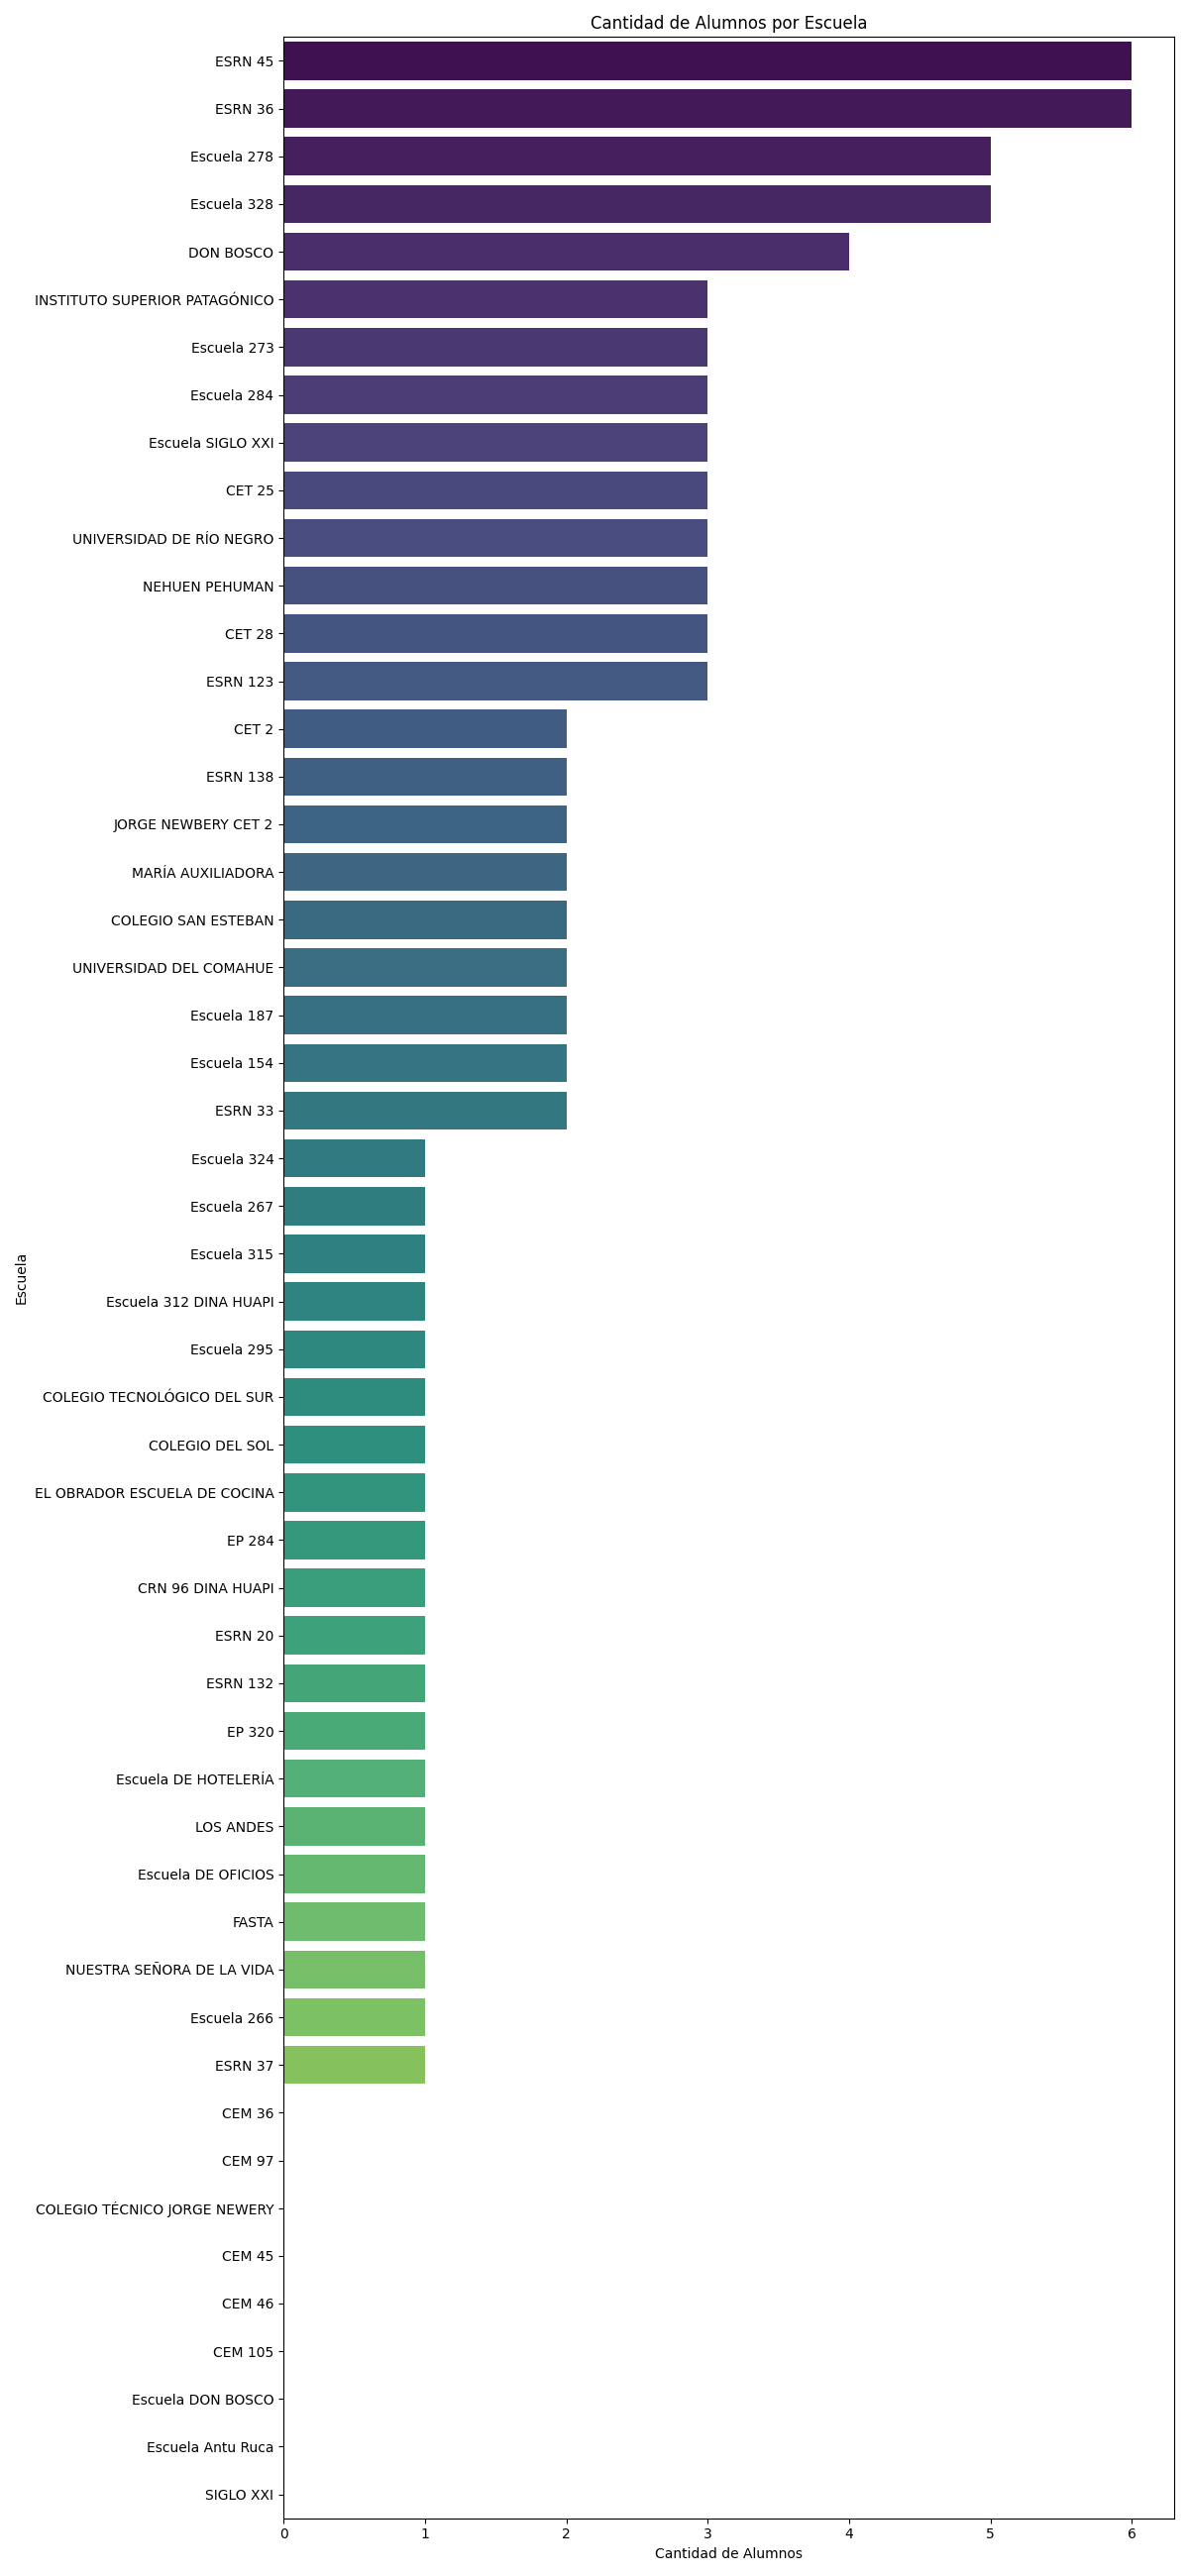 Cantidad de Alumnos por Escuela
ESRN 45
ESRN 36
Escuela 278
Escuela 328
DON BOSCO
INSTITUTO SUPERIOR PATAGÓNICO
Escuela 273
Escuela 284
Escuela SIGLO XXI
CET 25
UNIVERSIDAD DE RÍO NEGRO
NEHUEN PEHUMAN
CET 28
ESRN 123
CET 2
ESRN 138
JORGE NEWBERY CET 2
MARÍA AUXILIADORA
COLEGIO SAN ESTEBAN
UNIVERSIDAD DEL COMAHUE
Escuela 187
Escuela 154
ESRN 33
Escuela 324
Escuela 267
Escuela 315
Escuela 312 DINA HUAPI
Escuela 295
COLEGIO TECNOLÓGICO DEL SUR
COLEGIO DEL SOL
EL OBRADOR ESCUELA DE COCINA
EP 284
CRN 96 DINA HUAPI
ESRN 20
ESRN 132
EP 320
Escuela DE HOTELERÍA
LOS ANDES
Escuela DE OFICIOS
FASTA
NUESTRA SEÑORA DE LA VIDA
Escuela 266
ESRN 37
CEM 36
CEM 97
COLEGIO TÉCNICO JORGE NEWERY
CEM 45
CEM 46
CEM 105
Escuela DON BOSCO
Escuela Antu Ruca
SIGLO XXI
Escuela
0 1 2 3 4 5 6
Cantidad de Alumnos